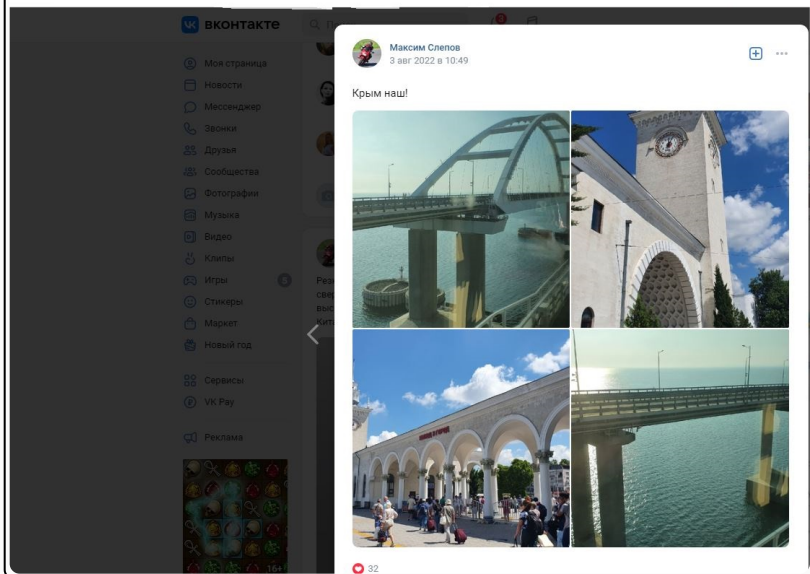 вконтакте
Моя страница
Новости
Мессенджер
Звонки
Друзья
Сообщества
Фотографии
Музыка
Видео
Клипы
Игры
Стикеры
Маркет
Новый год
Сервисы
VK Pay
Реклама
16+
Максим Слепов
3 авг 2022 в 10:49
Крым наш!
32